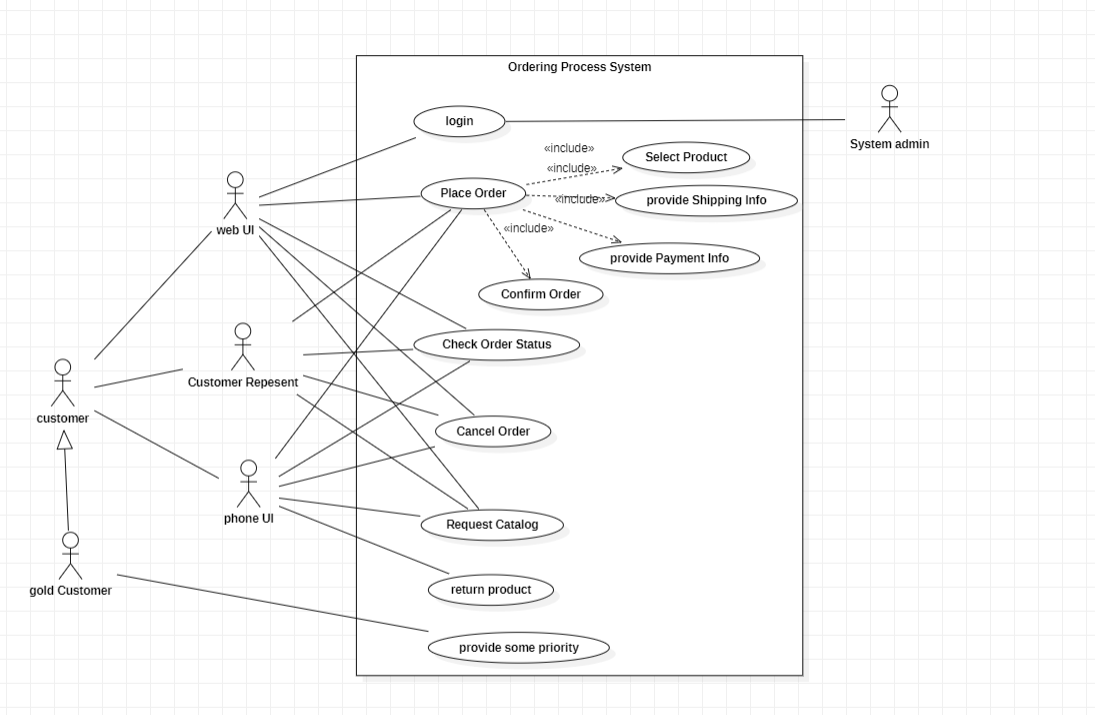 Ordering Process System
login
System admin
«include»
Select Product
«include»
web UI
Place Order
«include»
provide Shipping Info
«include»
provide Payment Info
Confirm Order
Check Order Status
Customer Repesent
customer
Cancel Order
phone UI
Request Catalog
gold Customer
return product
provide some priority